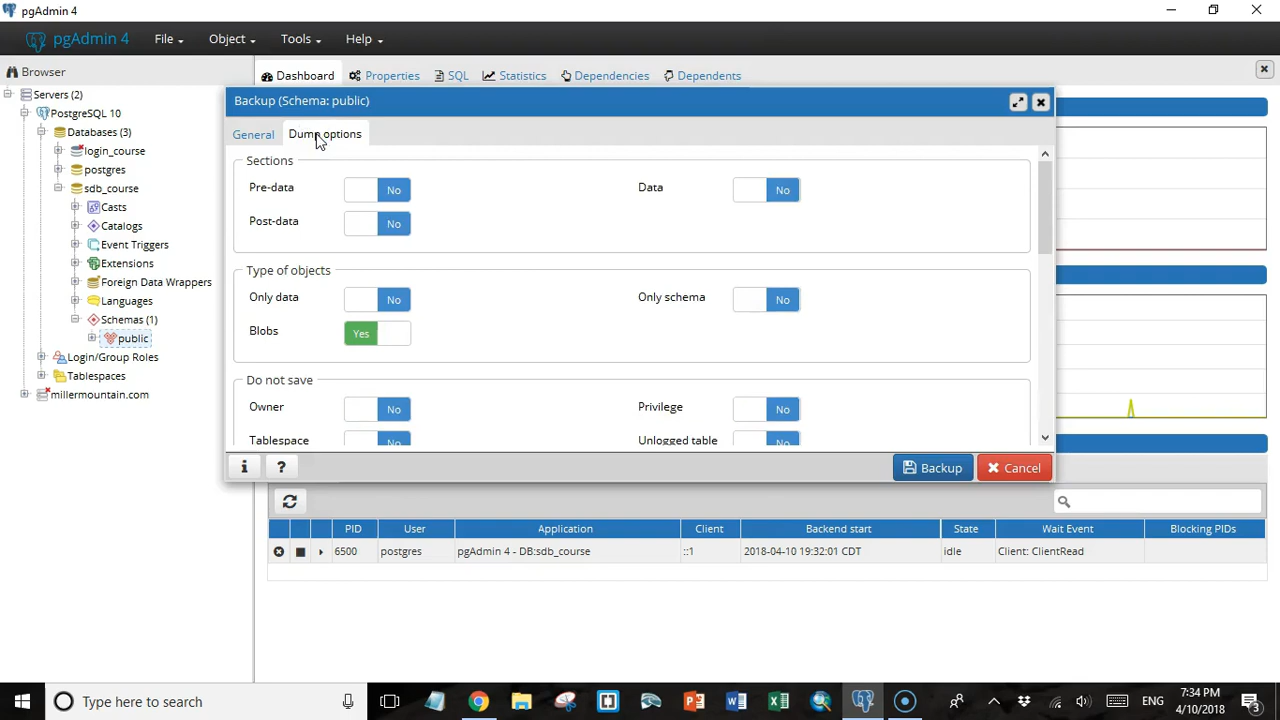 pgAdmin 4
pgAdmin 4 File Object Tools Help
Browser
Dashboard Properties SQL Statistics Dependencies Dependents
Servers (2)
PostgreSQL 10
Databases (3)
login_course
postgres
sdb_course
Casts
Catalogs
Event Triggers
Extensions
Foreign Data Wrappers
Languages
Schemas (1)
public
Login/Group Roles
Tablespaces
millermountain.com
Backup (Schema: public)
General Dump options
Sections
Pre-data No Data No
Post-data No
Type of objects
Only data No Only schema No
Blobs Yes
Do not save
Owner No Privilege No
Tablespace No Unlogged table No
i ? Backup Cancel
PID User Application Client Backend start State Wait Event Blocking PIDs
6500 postgres pgAdmin 4 - DB:sdb_course ::1 2018-04-10 19:32:01 CDT idle Client: ClientRead
Type here to search ENG 7:34 PM
4/10/2018 3